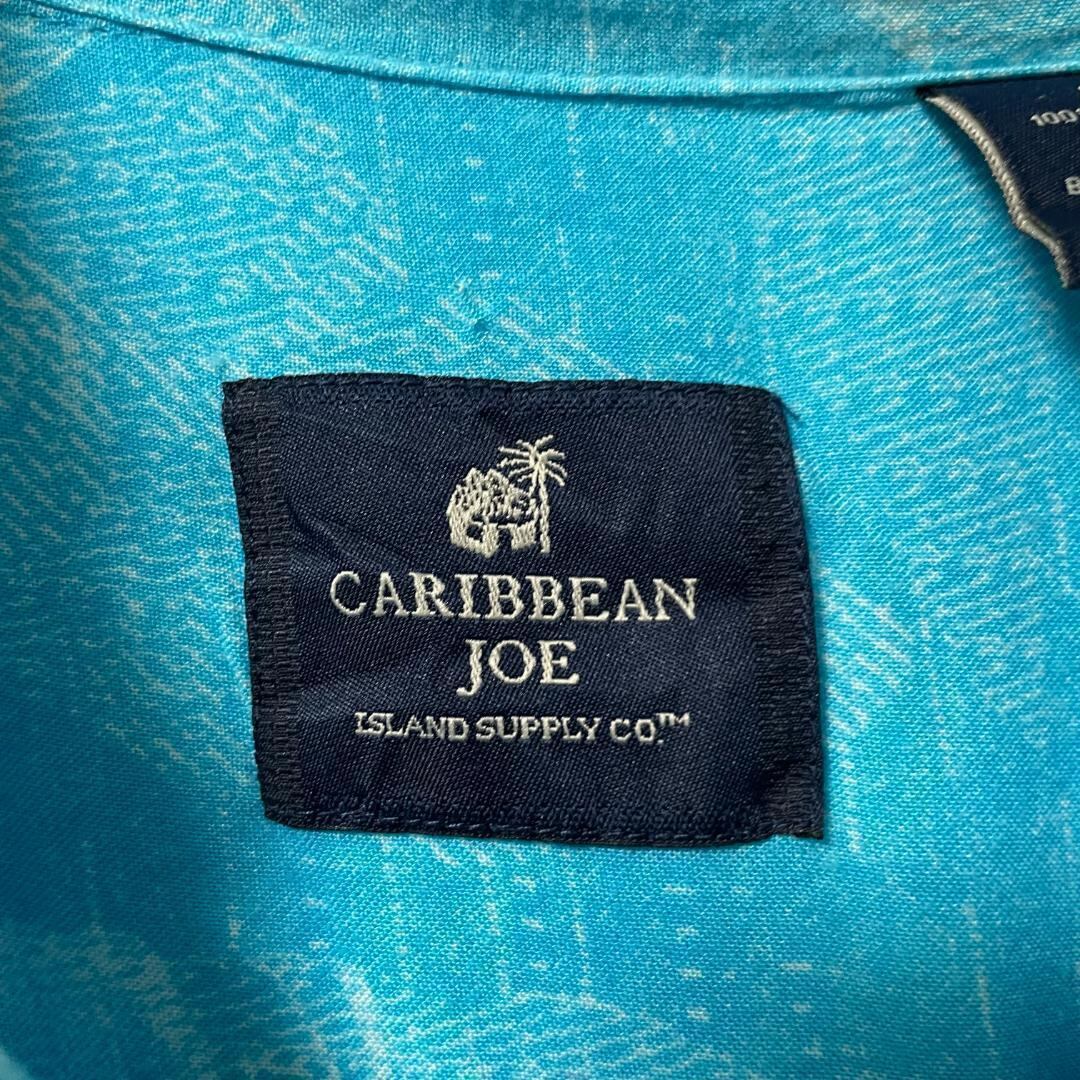 CARIBBEAN
JOE
ISLAND SUPPLY CO.™